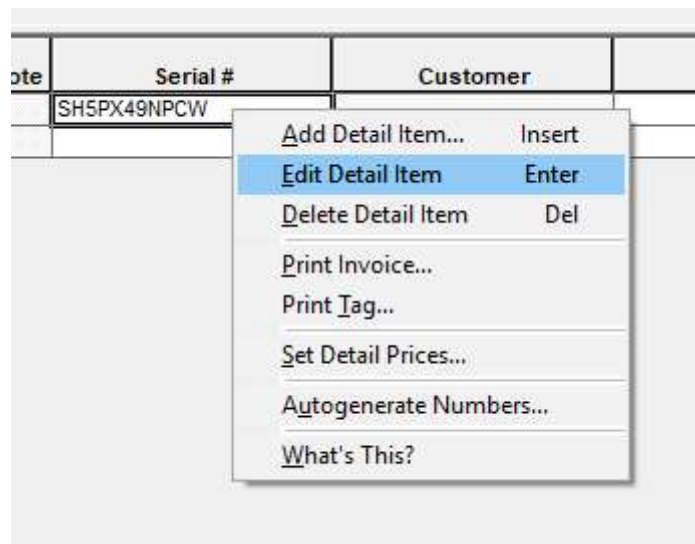 ote Serial # Customer
SH5PX49NPCW
Add Detail Item... Insert
Edit Detail Item Enter
Delete Detail Item Del
Print Invoice...
Print Tag...
Set Detail Prices...
Autogenerate Numbers...
What's This?